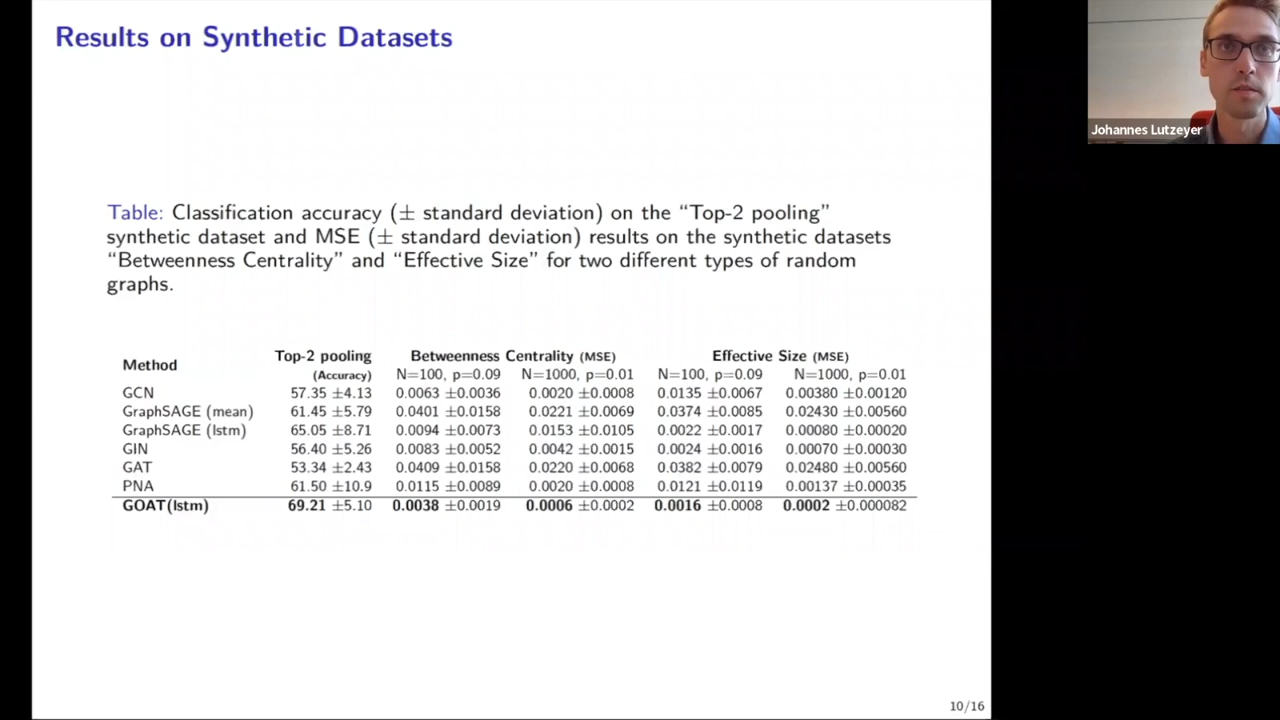 Results on Synthetic Datasets
Johannes Lutzeyer
Table: Classification accuracy (± standard deviation) on the “Top-2 pooling”
synthetic dataset and MSE (± standard deviation) results on the synthetic datasets
“Betweenness Centrality” and “Effective Size” for two different types of random
graphs.
Method Top-2 pooling Betweenness Centrality (MSE) Effective Size (MSE)
(Accuracy) N=100, p=0.09 N=1000, p=0.01 N=100, p=0.09 N=1000, p=0.01
GCN 57.35 ±4.13 0.0063 ±0.0036 0.0020 ±0.0008 0.0135 ±0.0067 0.00380 ±0.00120
GraphSAGE (mean) 61.45 ±5.79 0.0401 ±0.0158 0.0221 ±0.0069 0.0374 ±0.0085 0.02430 ±0.00560
GraphSAGE (lstm) 65.05 ±8.71 0.0094 ±0.0073 0.0153 ±0.0105 0.0022 ±0.0017 0.00080 ±0.00020
GIN 56.40 ±5.26 0.0083 ±0.0052 0.0042 ±0.0015 0.0024 ±0.0016 0.00070 ±0.00030
GAT 53.34 ±2.43 0.0409 ±0.0158 0.0220 ±0.0068 0.0382 ±0.0079 0.02480 ±0.00560
PNA 61.50 ±10.9 0.0115 ±0.0089 0.0020 ±0.0008 0.0121 ±0.0119 0.00137 ±0.00035
GOAT(lstm) 69.21 ±5.10 0.0038 ±0.0019 0.0006 ±0.0002 0.0016 ±0.0008 0.0002 ±0.000082
10/16